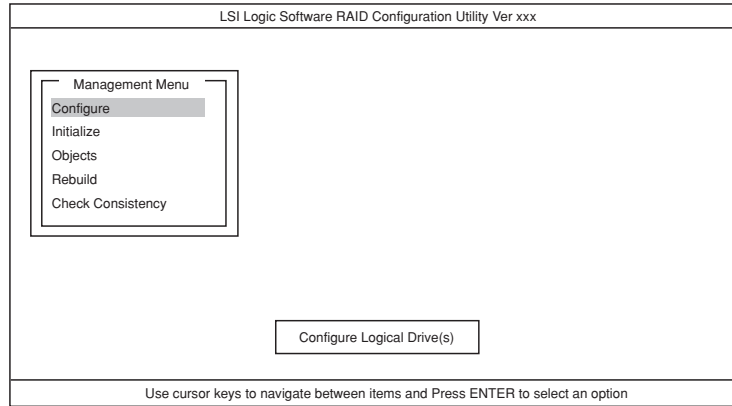 LSI Logic Software RAID Configuration Utility Ver xxx
Management Menu
Configure
Initialize
Objects
Rebuild
Check Consistency
Configure Logical Drive(s)
Use cursor keys to navigate between items and Press ENTER to select an option